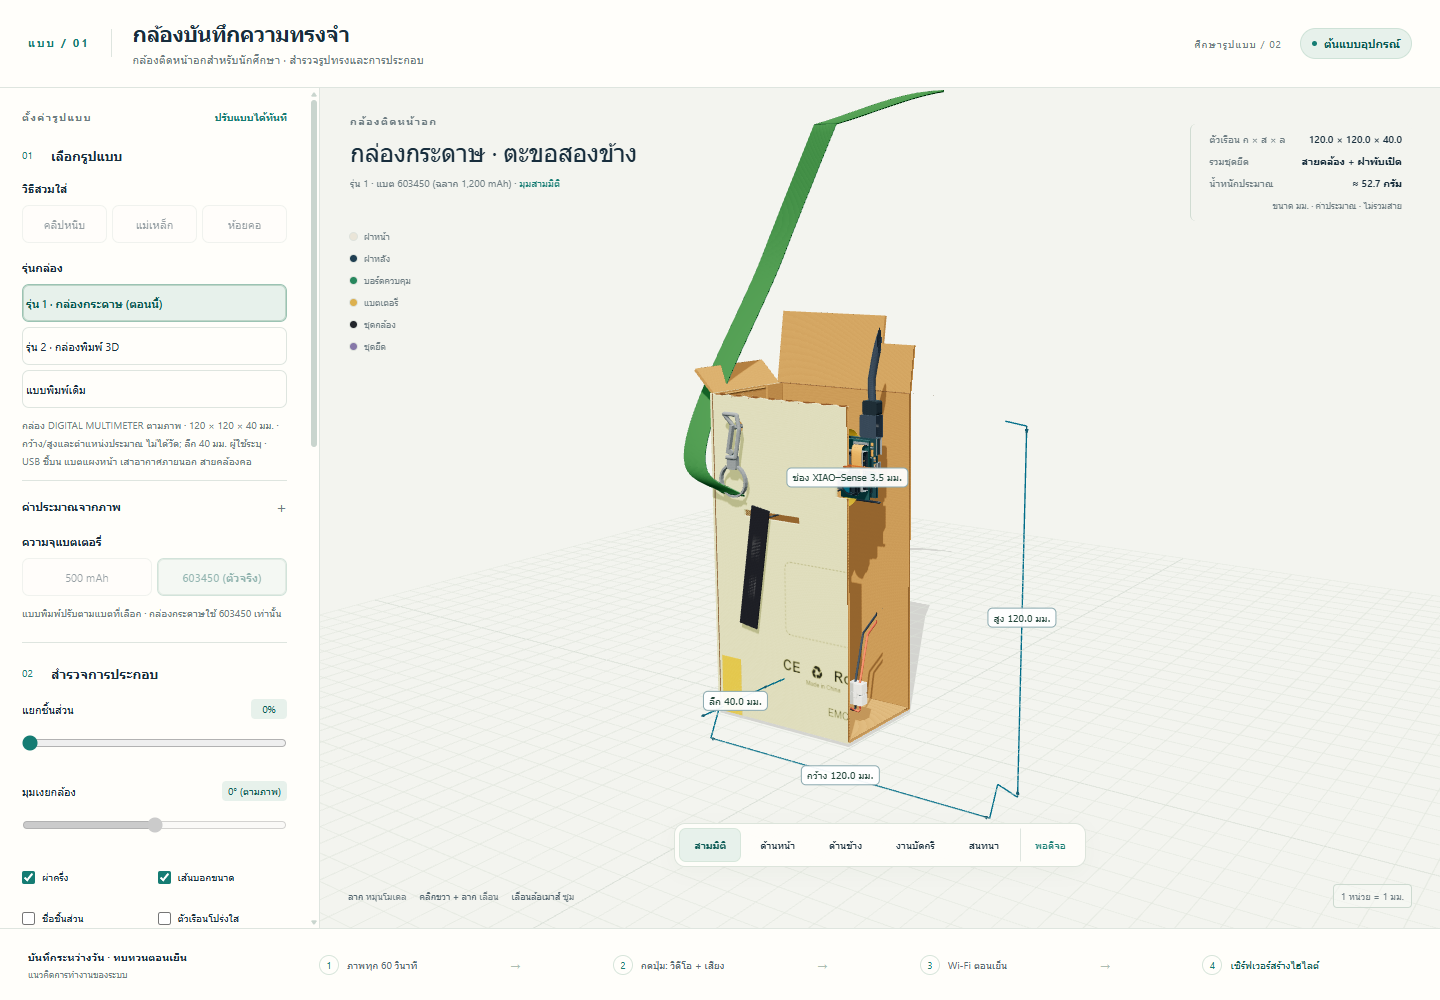 แบบ / 01
กล้องบันทึกความทรงจำ
กล้องติดหน้าอกสำหรับนักศึกษา · สำรวจรูปทรงและการประกอบ
ศึกษารูปแบบ / 02
ต้นแบบอุปกรณ์
ตั้งค่ารูปแบบ
ปรับแบบได้ทันที
01 เลือกรูปแบบ
วิธีสวมใส่
คลิปหนีบ
แม่เหล็ก
ห้อยคอ
รุ่นกล่อง
รุ่น 1 · กล่องกระดาษ (ตอนนี้)
รุ่น 2 · กล่องพิมพ์ 3D
แบบพิมพ์เดิม
กล่อง DIGITAL MULTIMETER ตามภาพ · 120 × 120 × 40 มม. ·
กว้าง/สูงและตำแหน่งประมาณ ไม่ได้วัด; ลึก 40 มม. ผู้ใช้ระบุ ·
USB ชี้บน แบตแผงหน้า เสาอากาศภายนอก สายคล้องคอ
ค่าประมาณจากภาพ +
ความจุแบตเตอรี่
500 mAh
603450 (ตัวจริง)
แบบพิมพ์ปรับตามแบตที่เลือก · กล่องกระดาษใช้ 603450 เท่านั้น
02 สำรวจการประกอบ
แยกชิ้นส่วน 0%
มุมเงยกล้อง 0° (ตามภาพ)
ผ่าครึ่ง
เส้นบอกขนาด
ชื่อชิ้นส่วน
ตัวเรือนโปร่งใส
กล้องติดหน้าอก
กล่องกระดาษ · ตะขอสองข้าง
รุ่น 1 · แบต 603450 (ฉลาก 1,200 mAh) · มุมสามมิติ
ฝาหน้า
ฝาหลัง
บอร์ดควบคุม
แบตเตอรี่
ชุดกล้อง
ชุดยึด
ตัวเรือน ก × ส × ล 120.0 × 120.0 × 40.0
รวมชุดยึด สายคล้อง + ฝาพับเปิด
น้ำหนักประมาณ ≈ 52.7 กรัม
ขนาด มม. · ค่าประมาณ · ไม่รวมสาย
ช่อง XIAO–Sense 3.5 มม.
สูง 120.0 มม.
ลึก 40.0 มม.
กว้าง 120.0 มม.
CE
Made in China
EMC
สามมิติ
ด้านหน้า
ด้านข้าง
งานบัดกรี
สนทนา
พอดีจอ
ลาก หมุนโมเดล
คลิกขวา + ลาก เลื่อน
เลื่อนล้อเมาส์ ซูม
1 หน่วย = 1 มม.
บันทึกระหว่างวัน · ทบทวนตอนเย็น
แนวคิดการทำงานของระบบ
1 ภาพทุก 60 วินาที →
2 กดปุ่ม: วิดีโอ + เสียง →
3 Wi-Fi ตอนเย็น →
4 เซิร์ฟเวอร์สร้างไฮไลต์